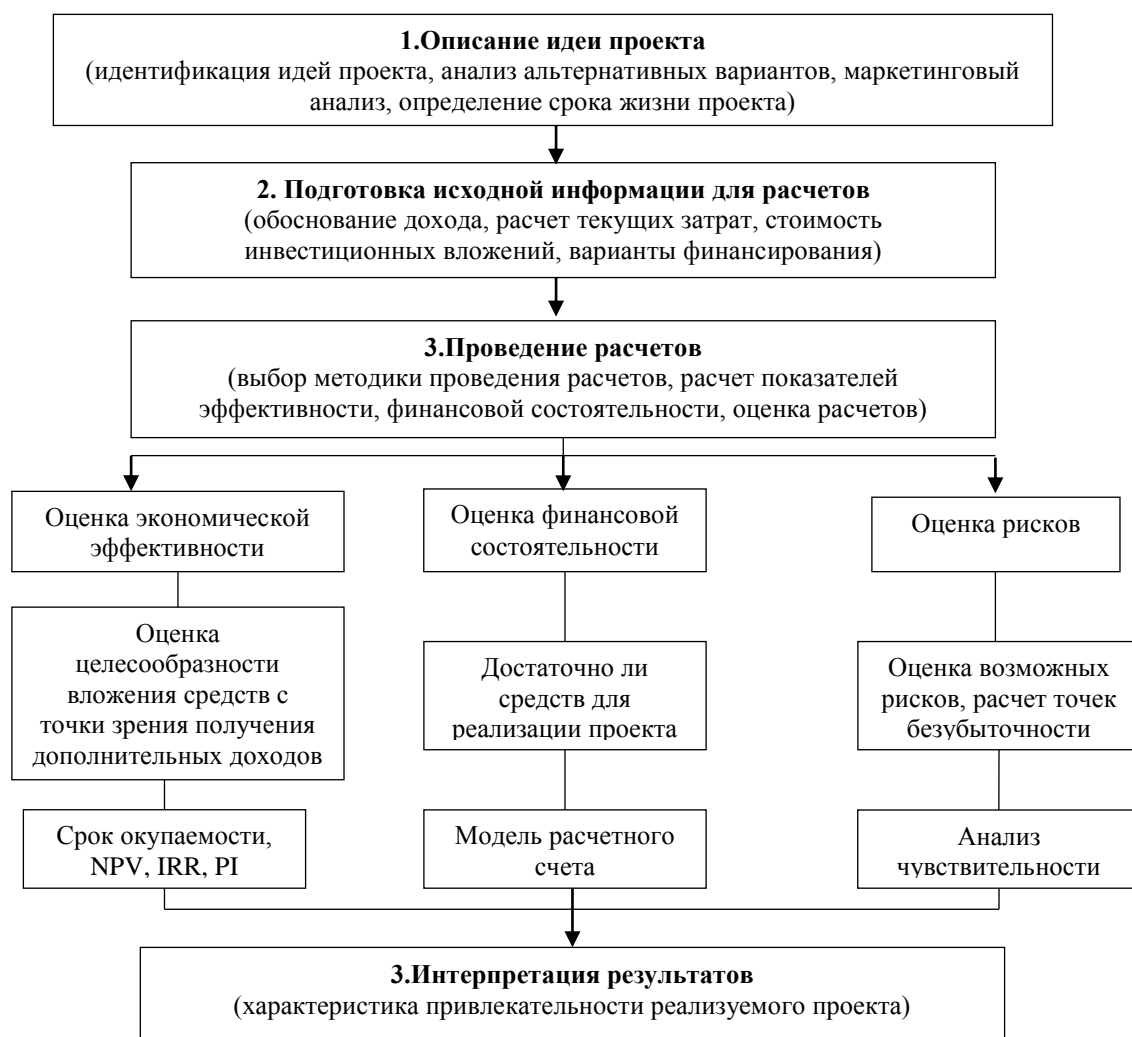 1.Описание идеи проекта
(идентификация идей проекта, анализ альтернативных вариантов, маркетинговый
анализ, определение срока жизни проекта)
2. Подготовка исходной информации для расчетов
(обоснование дохода, расчет текущих затрат, стоимость
инвестиционных вложений, варианты финансирования)
3.Проведение расчетов
(выбор методики проведения расчетов, расчет показателей
эффективности, финансовой состоятельности, оценка расчетов)
Оценка экономической
эффективности
Оценка
целесообразности
вложения средств с
точки зрения получения
дополнительных доходов
Срок окупаемости,
NPV, IRR, PI
Оценка финансовой
состоятельности
Достаточно ли
средств для
реализации проекта
Модель расчетного
счета
Оценка рисков
Оценка возможных
рисков, расчет точек
безубыточности
Анализ
чувствительности
3.Интерпретация результатов
(характеристика привлекательности реализуемого проекта)